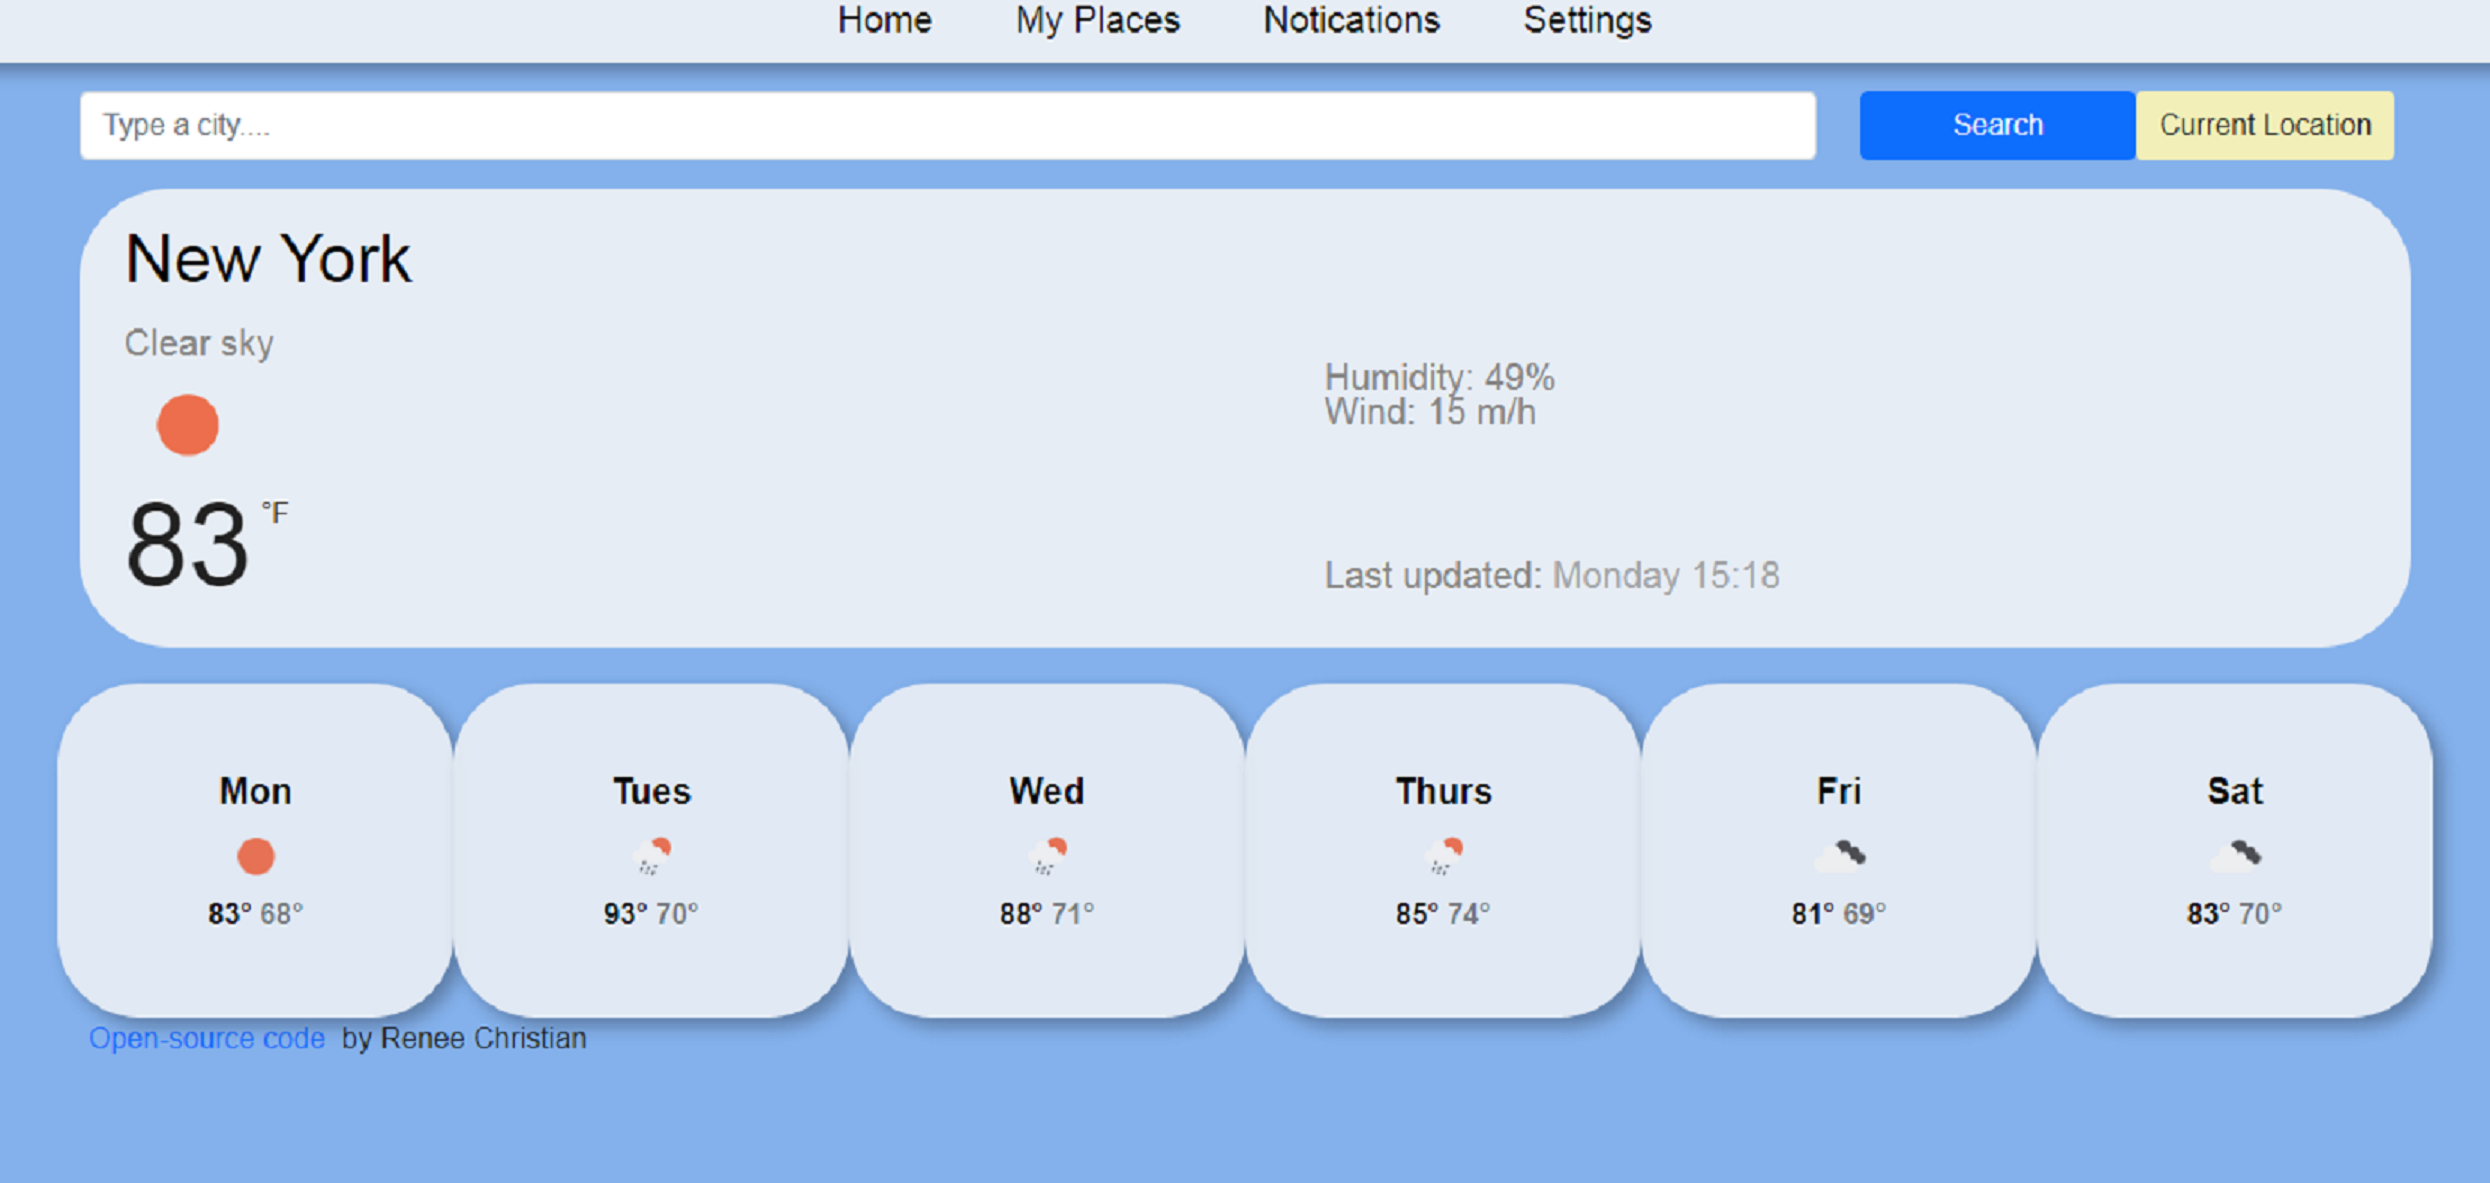 Home My Places Notications Settings
Type a city.... Search Current Location
New York
Clear sky
Humidity: 49%
Wind: 15 m/h
83 °F
Last updated: Monday 15:18
Mon Tues Wed Thurs Fri Sat
83° 68° 93° 70° 88° 71° 85° 74° 81° 69° 83° 70°
Open-source code by Renee Christian